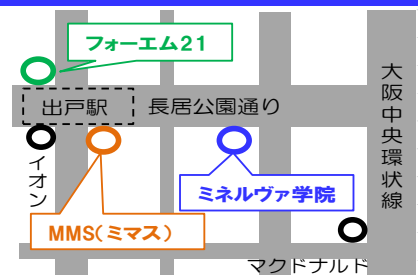 フォーエム21
出戸駅
長居公園通り
大阪中央環状線
イオン
ミネルヴァ学院
MMS(ミマス)
マクドナルド